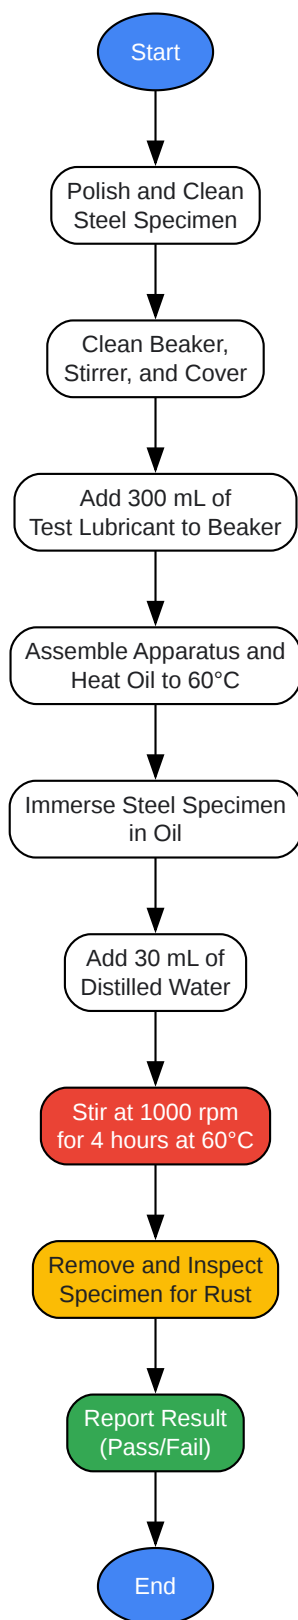 Start
Polish and Clean
Steel Specimen
Clean Beaker,
Stirrer, and Cover
Add 300 mL of
Test Lubricant to Beaker
Assemble Apparatus and
Heat Oil to 60°C
Immerse Steel Specimen
in Oil
Add 30 mL of
Distilled Water
Stir at 1000 rpm
for 4 hours at 60°C
Remove and Inspect
Specimen for Rust
Report Result
(Pass/Fail)
End